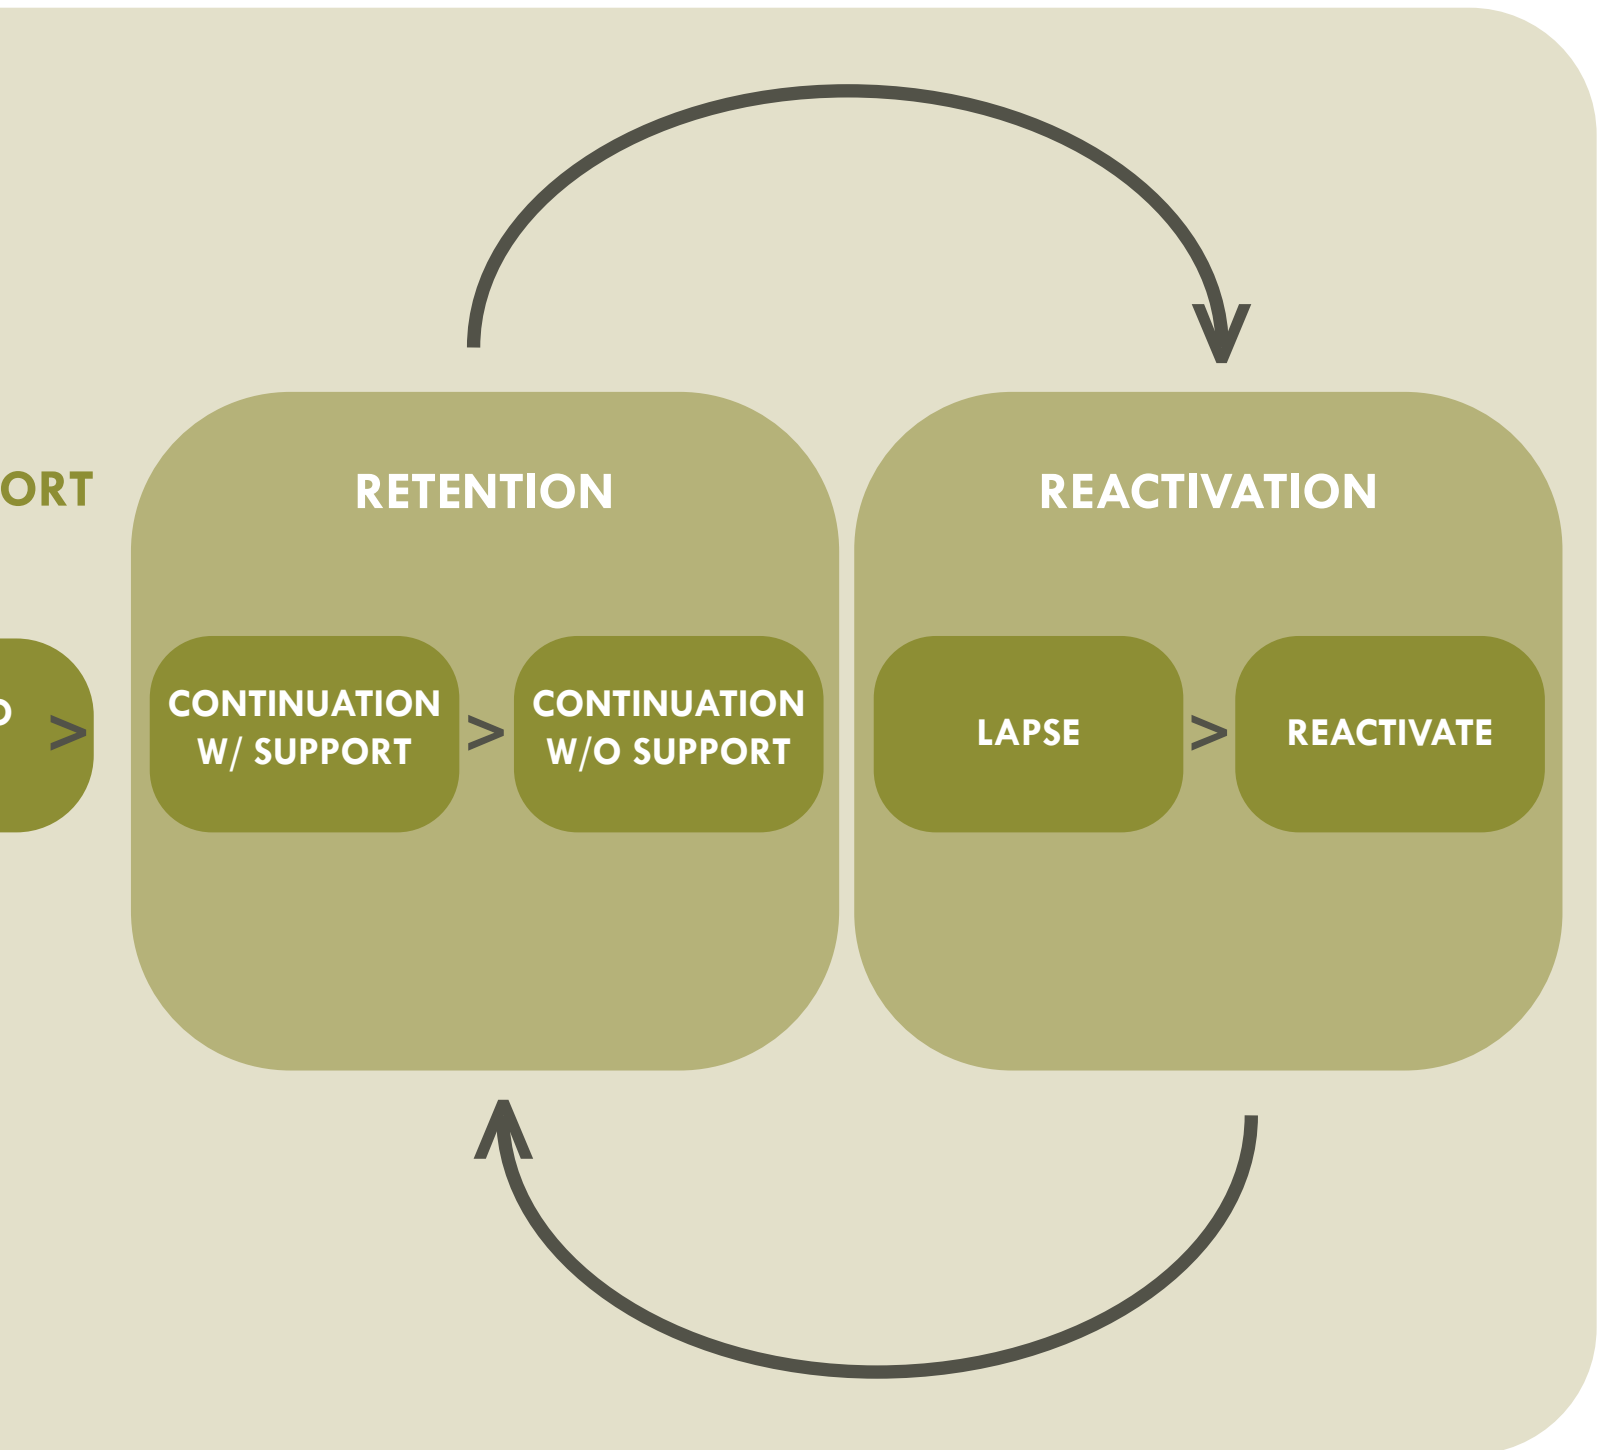 ORT
RETENTION
REACTIVATION
>
CONTINUATION
W/ SUPPORT
>
CONTINUATION
W/O SUPPORT
LAPSE
>
REACTIVATE